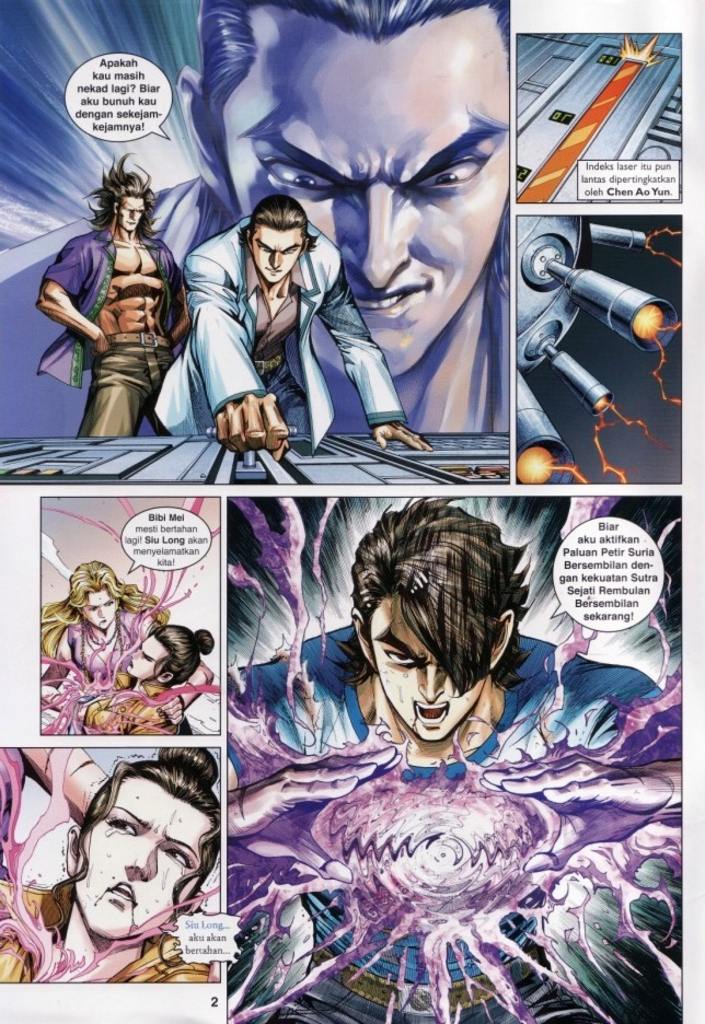 Apakah
kau masih
nekad lagi? Biar
aku bunuh kau
dengan sekejam-
kejamnya!
Indeks laser itu pun
lantas dipertingkatkan
oleh Chen Ao Yun.
Bibi Mei
mesti bertahan
lagi! Siu Long akan
menyelamatkan
kita!
Biar
aku aktifkan
Paluan Petir Suria
Bersembilan den-
gan kekuatan Sutra
Sejati Rembulan
Bersembilan
sekarang!
Siu Long...
aku akan
bertahan...
2